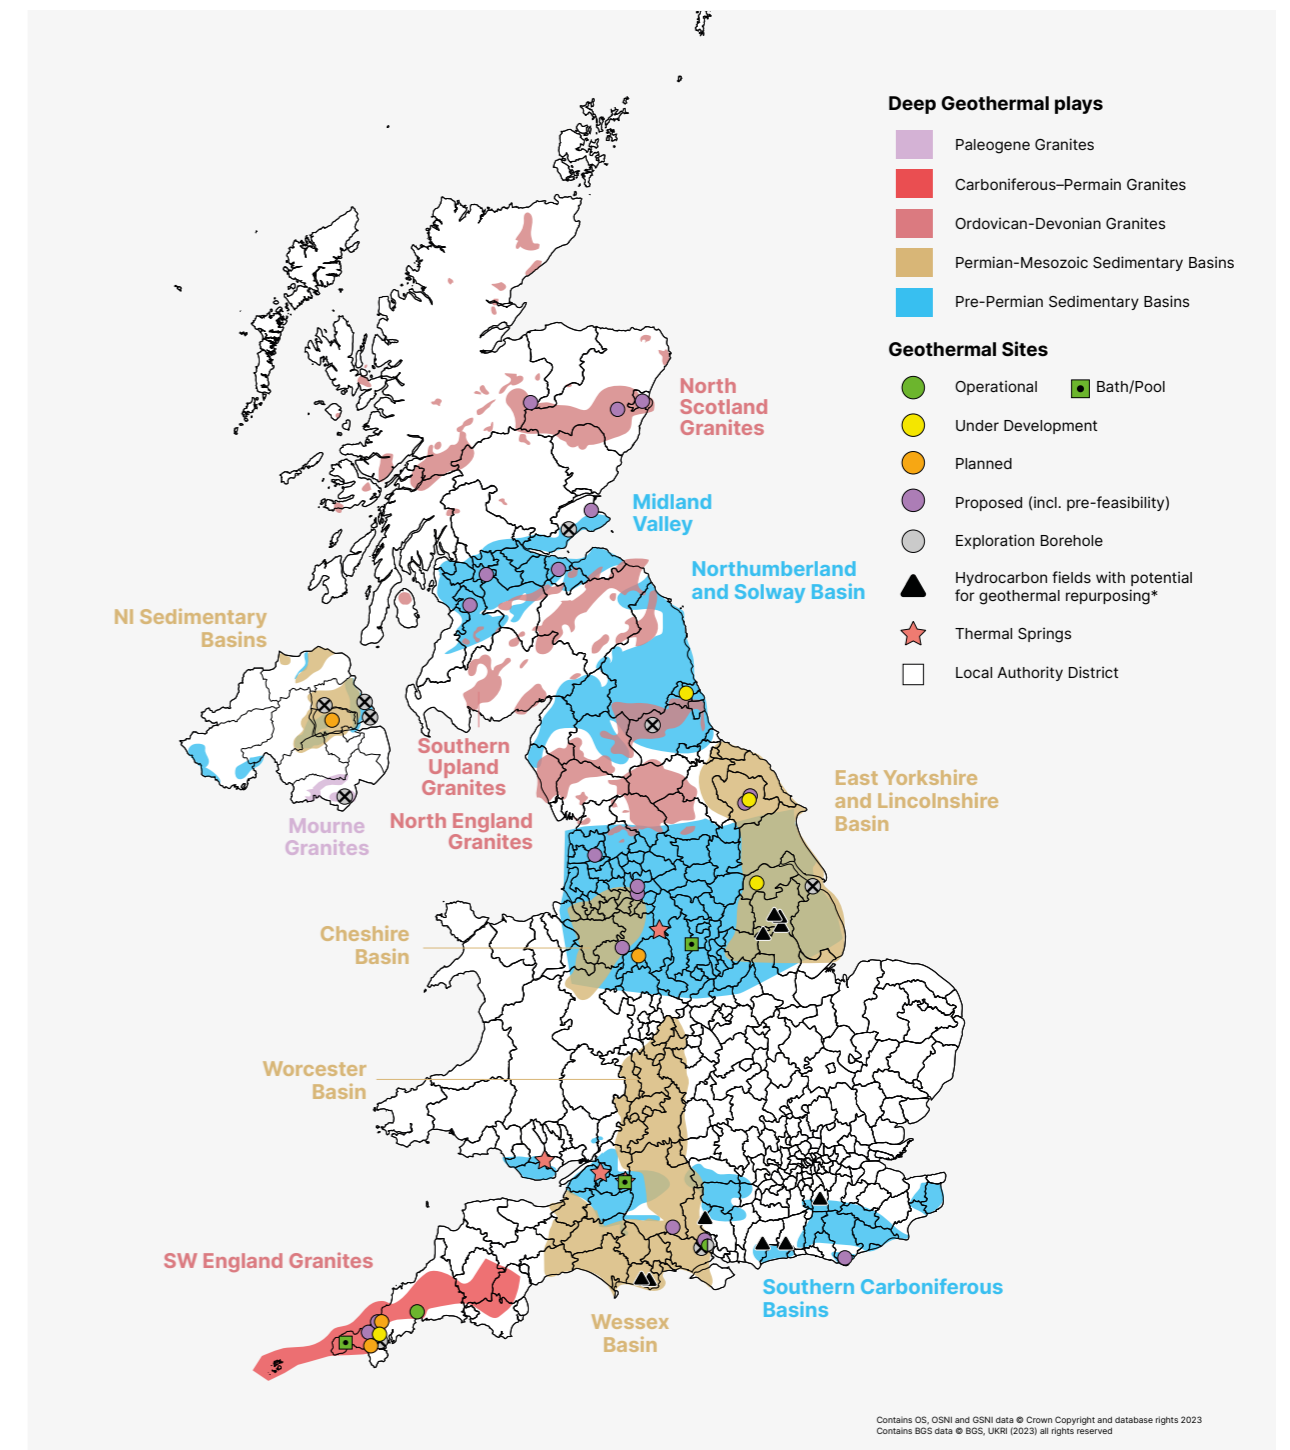 Deep Geothermal plays
Paleogene Granites
Carboniferous–Permain Granites
Ordovican-Devonian Granites
Permian-Mesozoic Sedimentary Basins
Pre-Permian Sedimentary Basins
Geothermal Sites
Operational
Bath/Pool
Under Development
Planned
Proposed (incl. pre-feasibility)
Exploration Borehole
Hydrocarbon fields with potential
for geothermal repurposing*
Thermal Springs
Local Authority District
North
Scotland
Granites
Midland
Valley
Northumberland
and Solway Basin
NI Sedimentary
Basins
Southern
Upland
Granites
Mourne
Granites
North England
Granites
East Yorkshire
and Lincolnshire
Basin
Cheshire
Basin
Worcester
Basin
SW England Granites
Wessex
Basin
Southern Carboniferous
Basins
Contains OS, OSNI and GSNI data © Crown Copyright and database rights 2023
Contains BGS data © BGS, UKRI (2023) all rights reserved